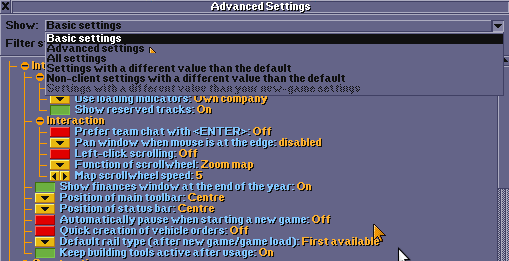 Advanced Settings
Show: Basic settings
Basic settings
Advanced settings
All settings
Settings with a different value than the default
Non-client settings with a different value than the default
Settings with a different value than your new-game settings
Filter s
Int
Use loading indicators: Own company
Show reserved tracks: On
Interaction
Prefer team chat with <ENTER>: Off
Pan window when mouse is at the edge: disabled
Left-click scrolling: Off
Function of scrollwheel: Zoom map
Map scrollwheel speed: 5
Show finances window at the end of the year: On
Position of main toolbar: Centre
Position of status bar: Centre
Automatically pause when starting a new game: Off
Quick creation of vehicle orders: Off
Default rail type (after new game/game load): First available
Keep building tools active after usage: On